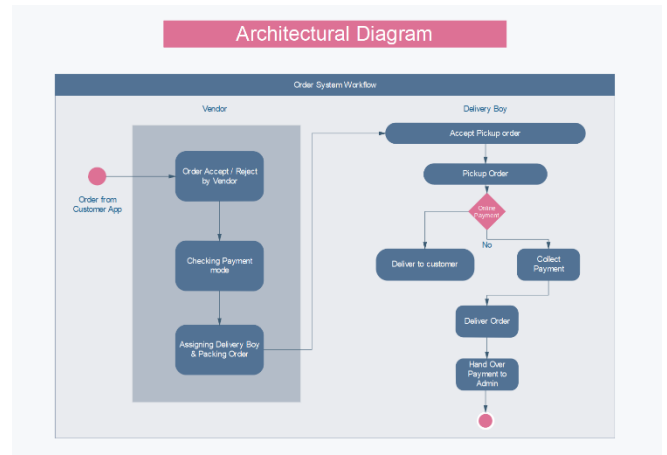 Architectural Diagram
Order System Workflow
Vendor
Delivery Boy
Accept Pickup order
Order Accept / Reject
by Vendor
Pickup Order
Order from
Customer App
Online
Payment
No
Checking Payment
mode
Deliver to customer
Collect
Payment
Deliver Order
Assigning Delivery Boy
& Packing Order
Hand Over
Payment to
Admin